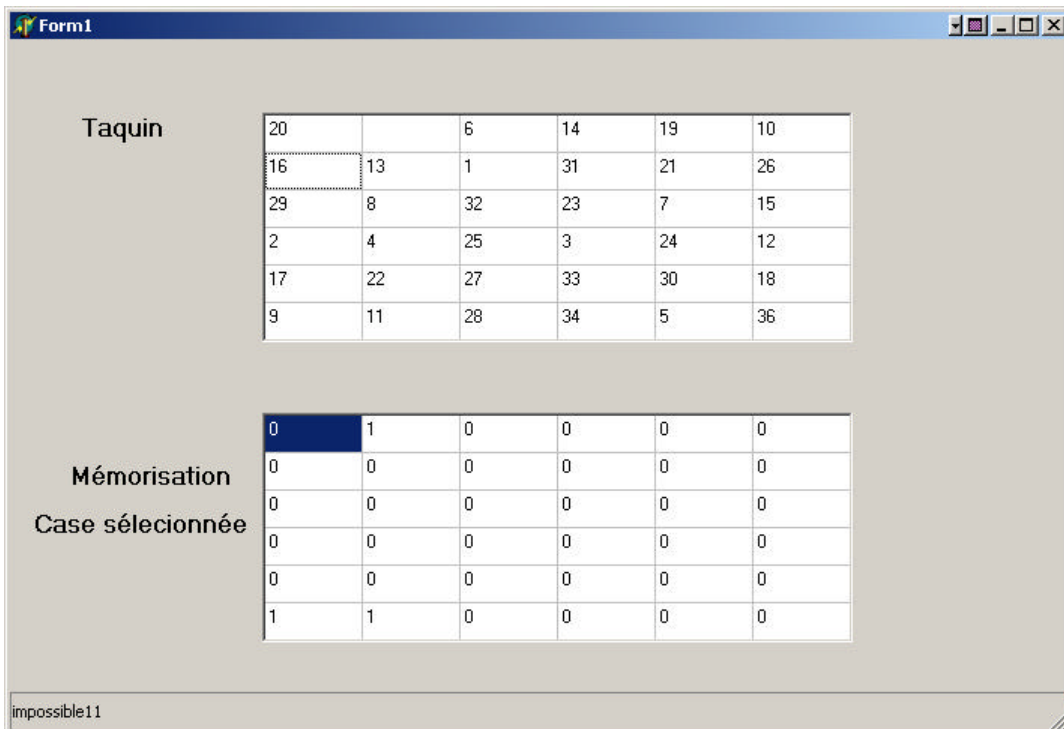 Form1
Taquin
20 6 14 19 10
16 13 1 31 21 26
29 8 32 23 7 15
2 4 25 3 24 12
17 22 27 33 30 18
9 11 28 34 5 36
Mémorisation
Case sélecionnée
0 1 0 0 0 0
0 0 0 0 0 0
0 0 0 0 0 0
0 0 0 0 0 0
0 0 0 0 0 0
1 1 0 0 0 0
impossible11